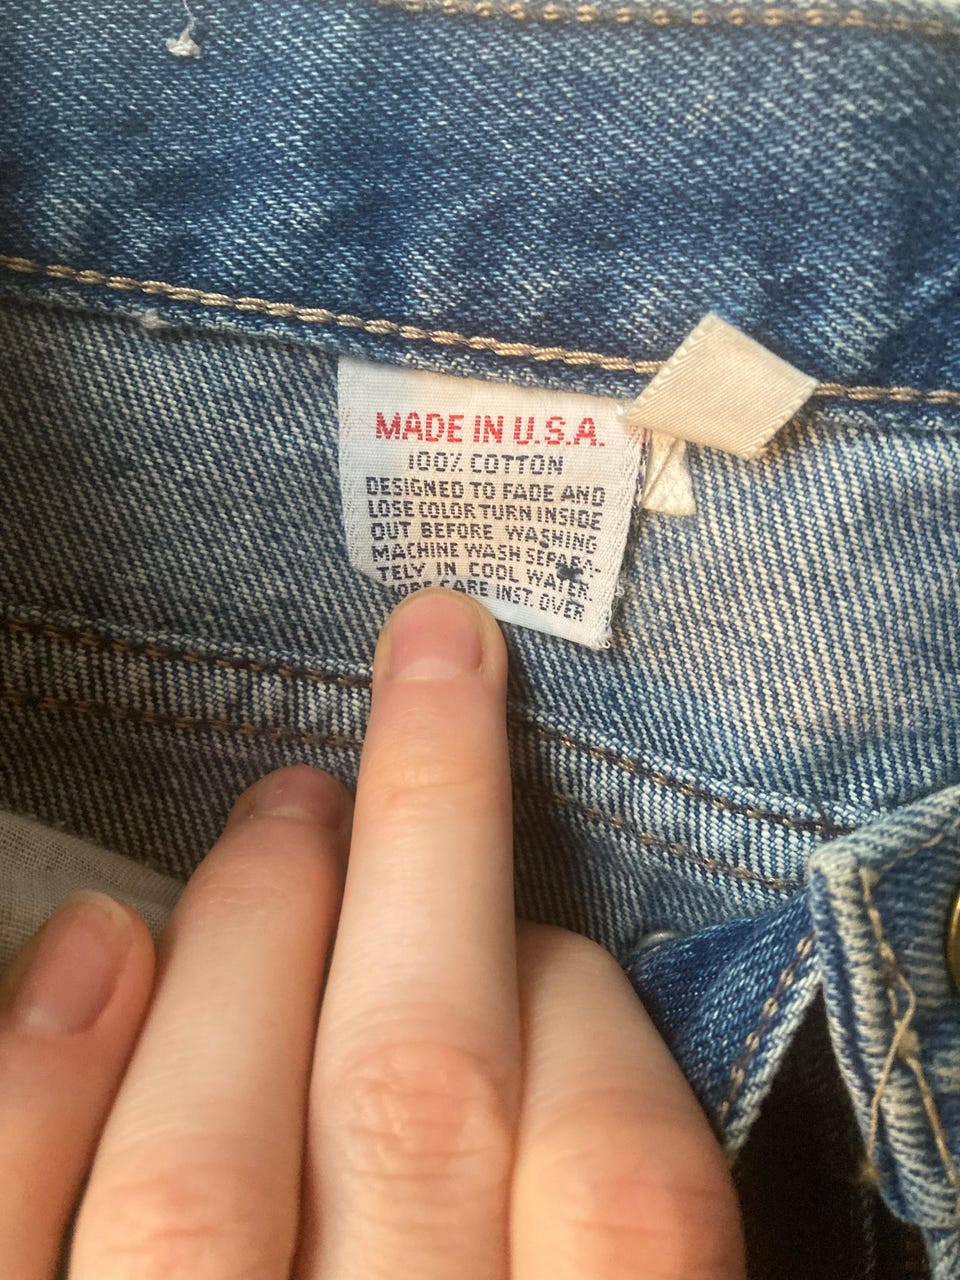 MADE IN U.S.A.
100% COTTON
DESIGNED TO FADE AND
LOSE COLOR TURN INSIDE
OUT BEFORE WASHING
MACHINE WASH SEPARA-
TELY IN COOL WATER.
MORE CARE INST. OVER